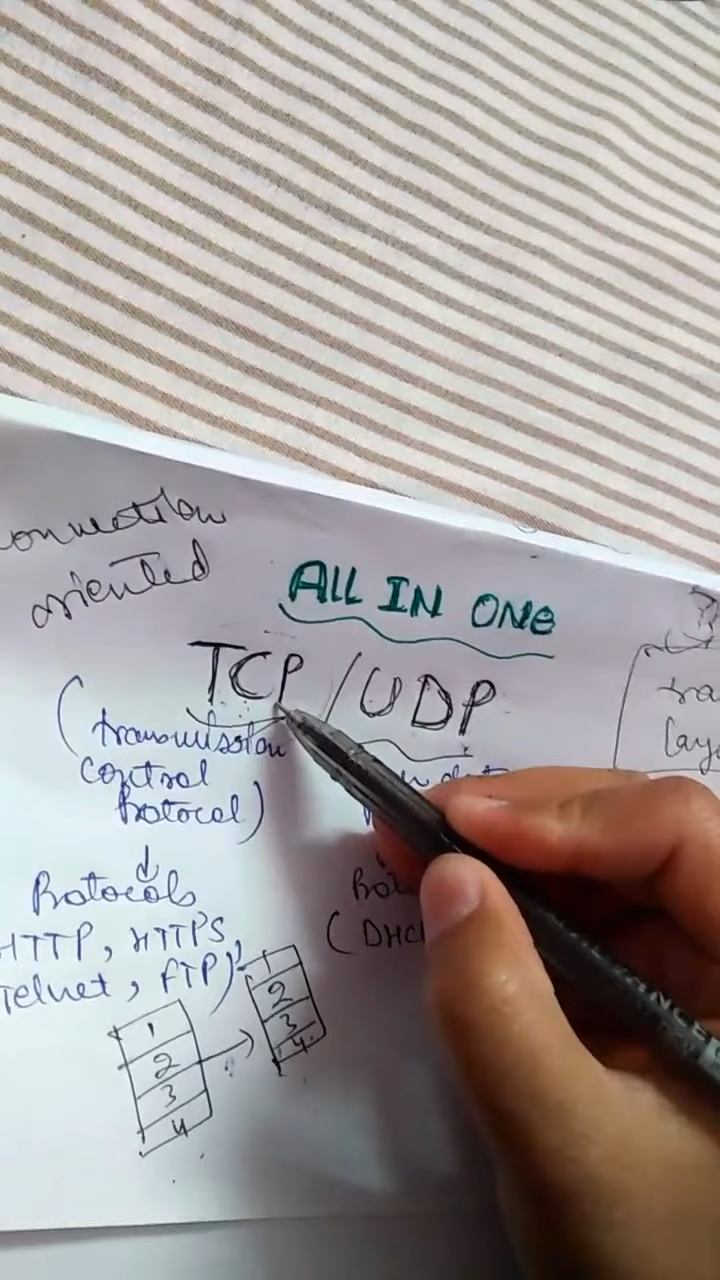 connection
oriented
ALL IN ONE
TCP / UDP
(transmission
control
Protocol)
Protocols
HTTP, HTTPS,
Telnet, FTP)
(DHC
1
2
3
4
1
2
3
4